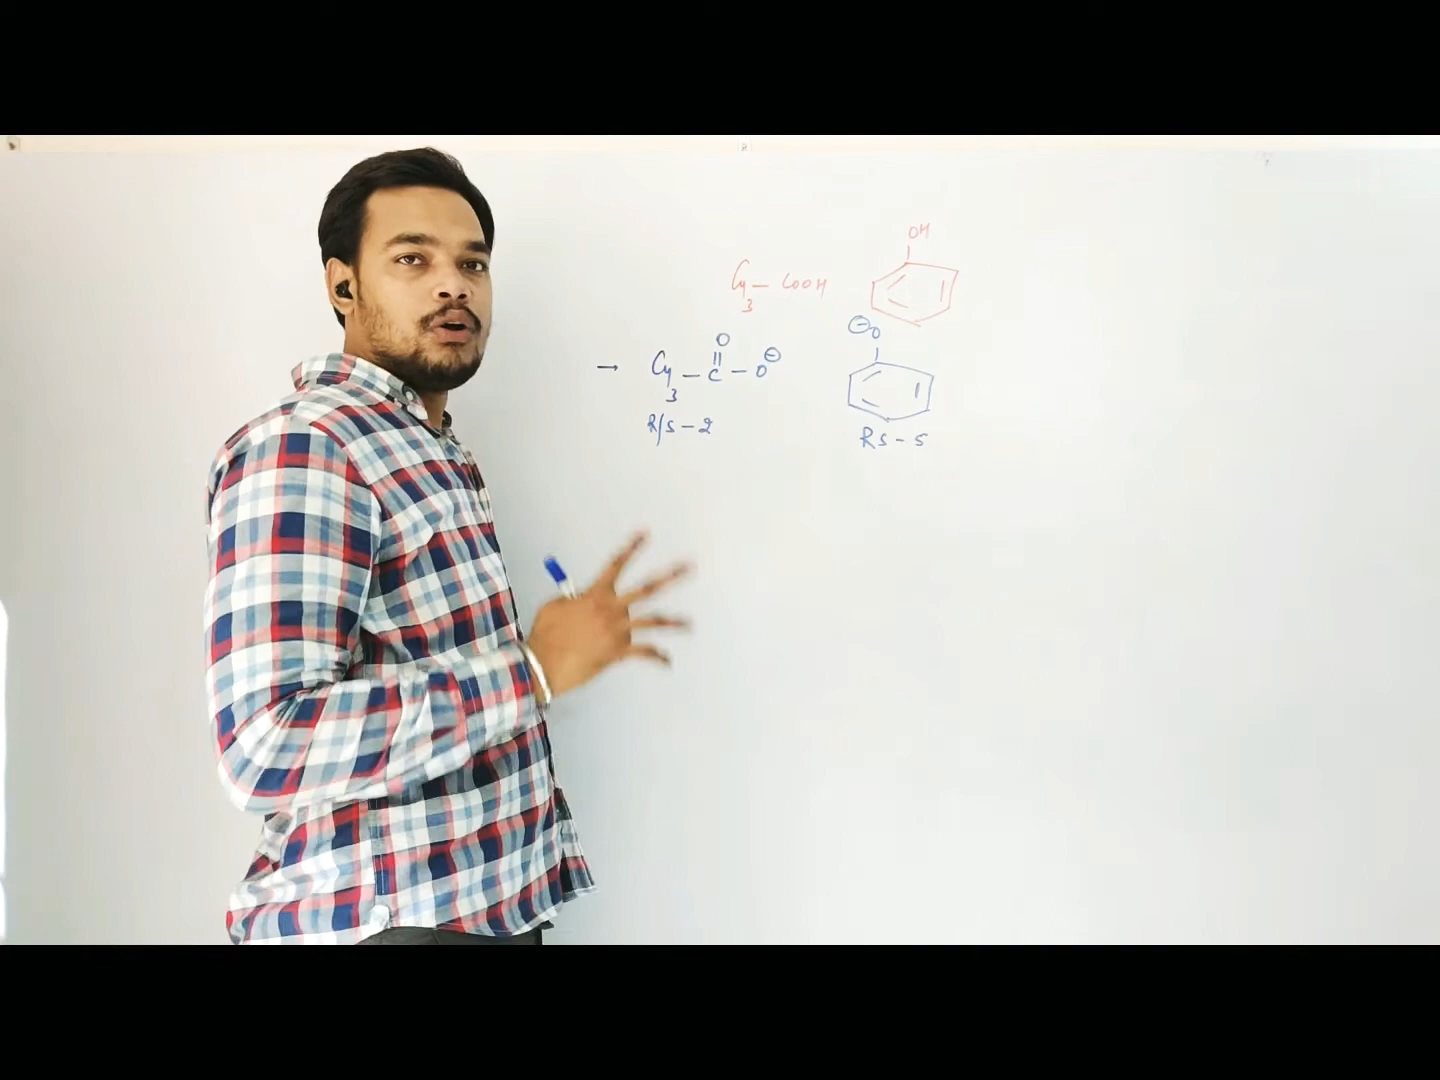 OH
CH3 – COOH
⊖O
→ CH3 – C – O⊖
O
R/S – 2
RS – 5